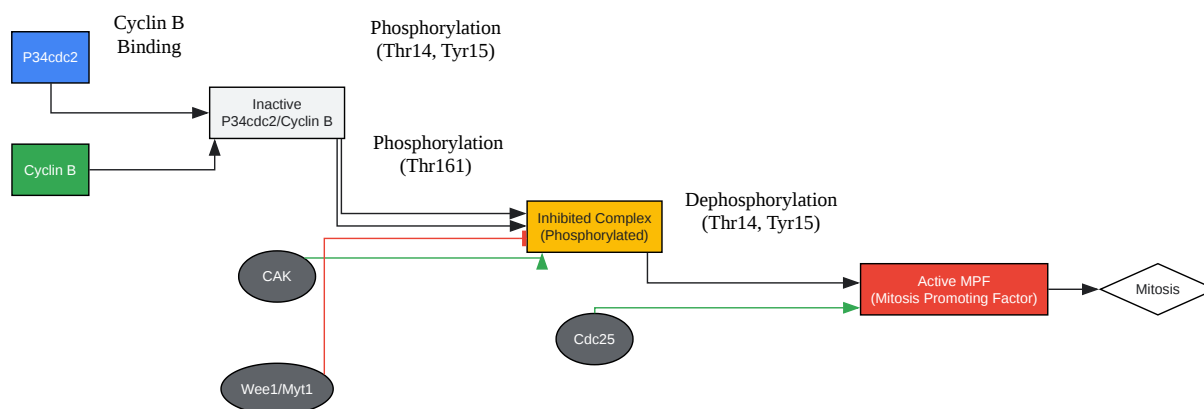 Cyclin B
Binding
Phosphorylation
(Thr14, Tyr15)
P34cdc2
Inactive
P34cdc2/Cyclin B
Phosphorylation
(Thr161)
Cyclin B
Dephosphorylation
(Thr14, Tyr15)
Inhibited Complex
(Phosphorylated)
CAK
Active MPF
(Mitosis Promoting Factor)
Mitosis
Cdc25
Wee1/Myt1